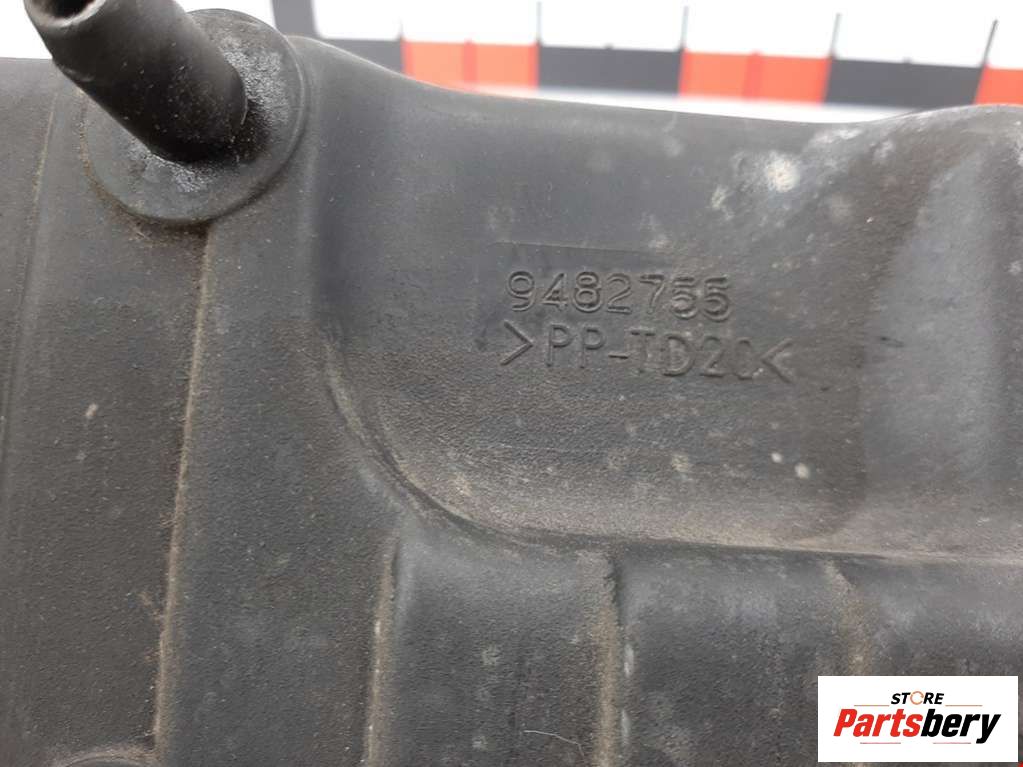 9482755
>PP-TD20<
STORE
Partsbery